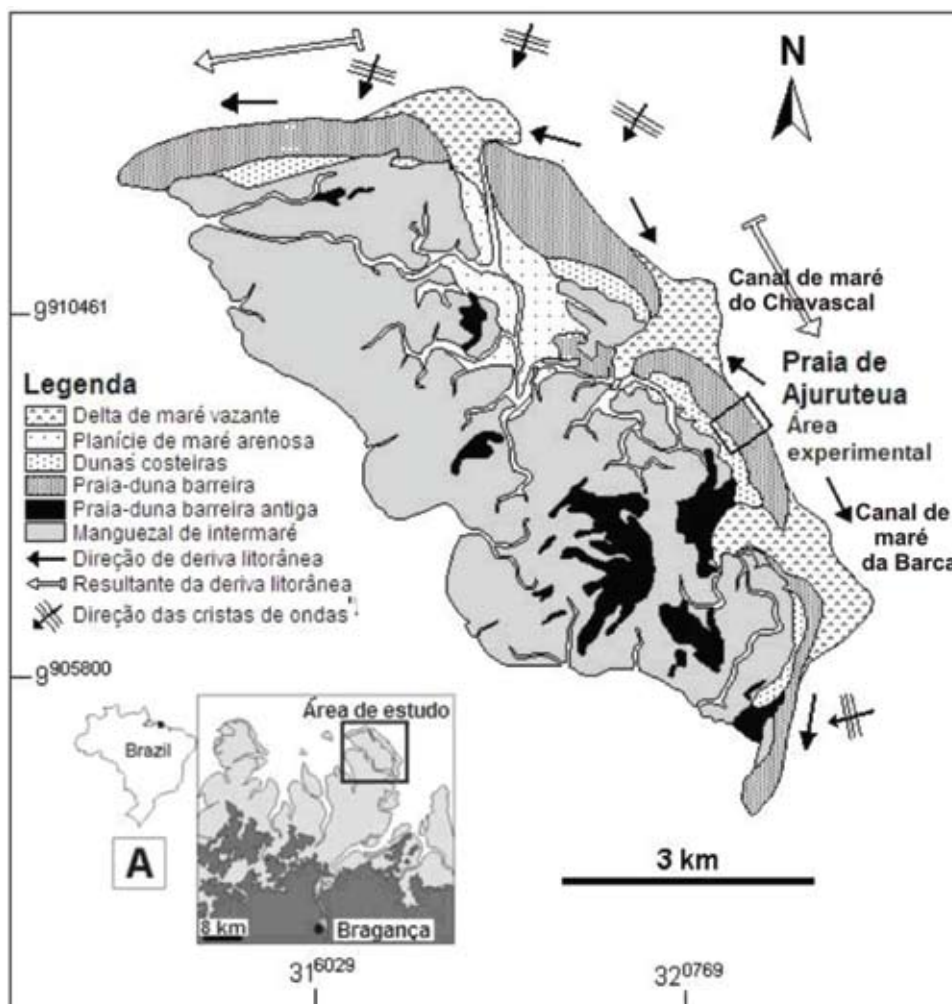 N
Canal de maré
do Chavascal
9910461
Praia de
Ajuruteua
Área
experimental
Canal de
maré
da Barca
Legenda
Delta de maré vazante
Planície de maré arenosa
Dunas costeiras
Praia-duna barreira
Praia-duna barreira antiga
Manguezal de intermaré
Direção de deriva litorânea
Resultante da deriva litorânea
Direção das cristas de ondas
9905800
Área de estudo
Brazil
A
8 km
Bragança
3 km
316029
320769